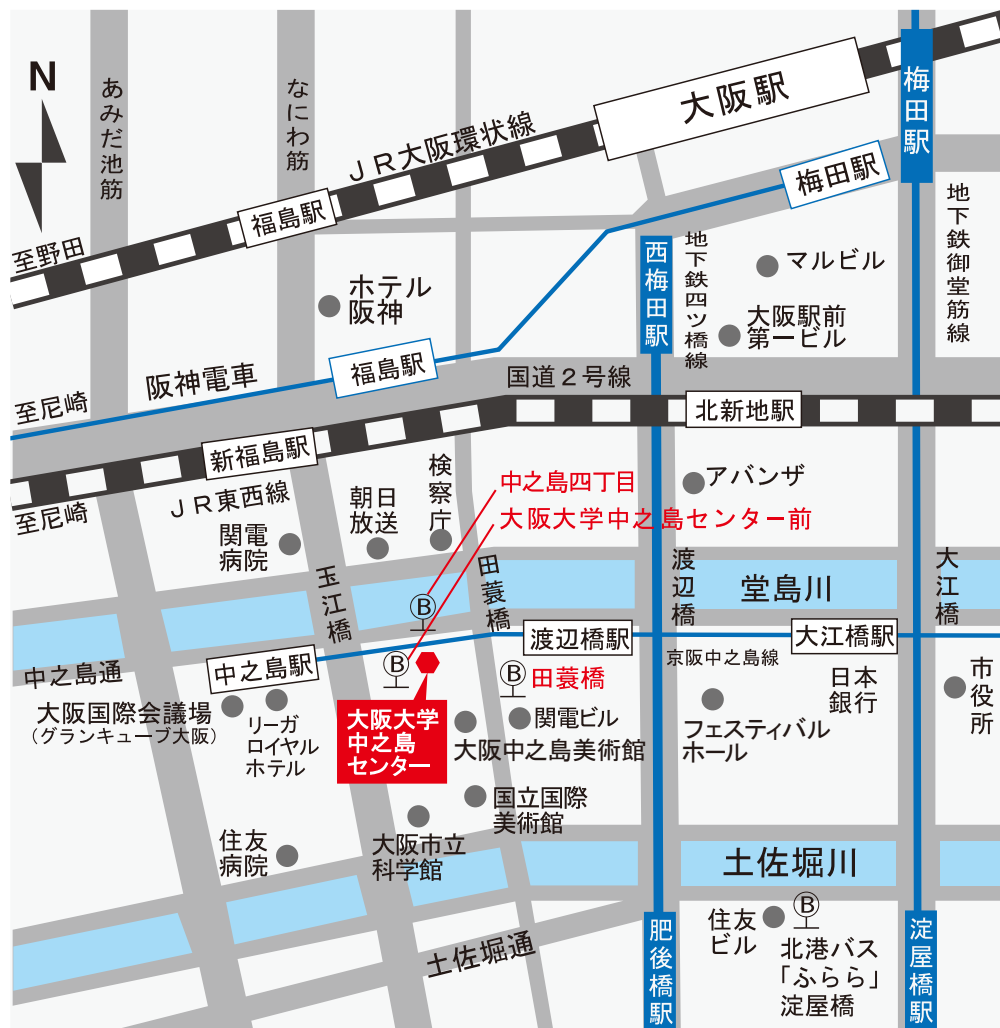 N
あみだ池筋
なにわ筋
大阪駅
梅田駅
JR大阪環状線
梅田駅
福島駅
至野田
地下鉄御堂筋線
西梅田駅
地下鉄四ツ橋線
マルビル
ホテル
阪神
大阪駅前
第一ビル
福島駅
阪神電車
国道2号線
至尼崎
北新地駅
新福島駅
JR東西線
至尼崎
検察庁
中之島四丁目
アバンザ
朝日
放送
大阪大学中之島センター前
関電
病院
玉江橋
田蓑橋
渡辺橋
堂島川
大江橋
B
渡辺橋駅
大江橋駅
中之島駅
京阪中之島線
中之島通
B
B
田蓑橋
日本
銀行
市役所
大阪国際会議場
(グランキューブ大阪)
リーガ
ロイヤル
ホテル
大阪大学
中之島
センター
関電ビル
大阪中之島美術館
フェスティバル
ホール
国立国際
美術館
大阪市立
科学館
住友
病院
土佐堀川
土佐堀通
肥後橋駅
住友
ビル
B
北港バス
「ふらら」
淀屋橋
淀屋橋駅